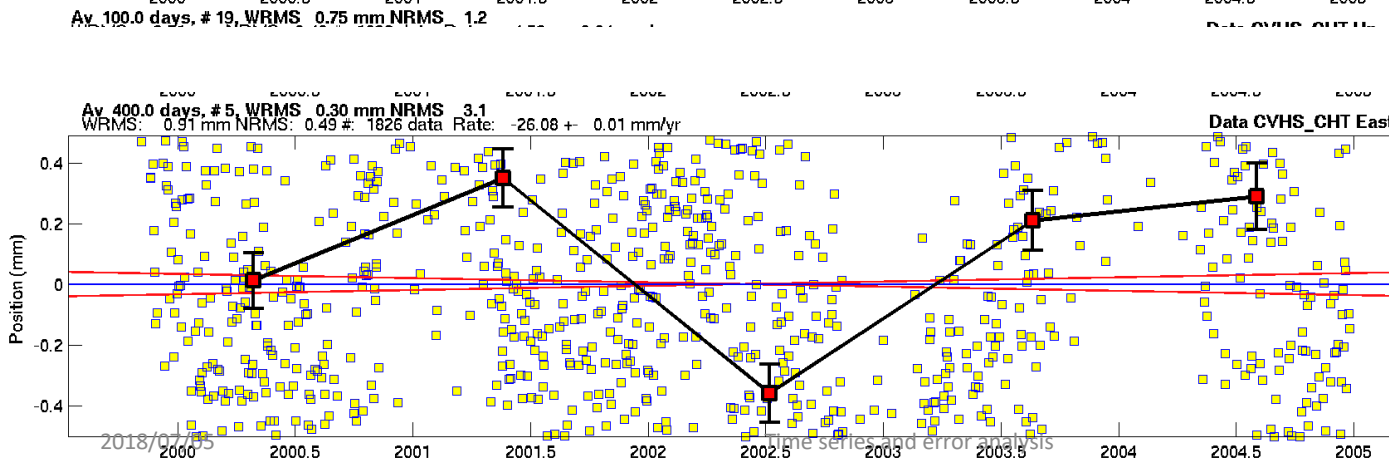 Av 100.0 days, # 19, WRMS 0.75 mm NRMS 1.2
Av 400.0 days, # 5, WRMS 0.30 mm NRMS 3.1
WRMS: 0.91 mm NRMS: 0.49 #: 1826 data Rate: -26.08 +- 0.01 mm/yr
Data CVHS_CHT East
0.4
0.2
0
-0.2
-0.4
Position (mm)
2000 2000.5 2001 2001.5 2002 2002.5 2003 2003.5 2004 2004.5 2005
2018/07/05
Time series and error analysis